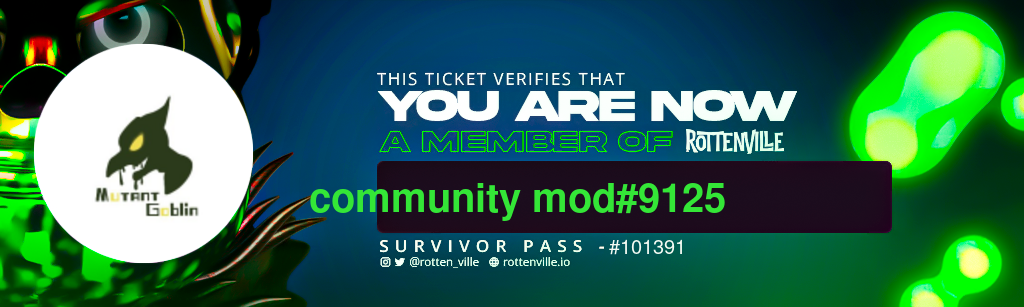 THIS TICKET VERIFIES THAT
YOU ARE NOW
A MEMBER OF ROTTENVILLE
community mod#9125
SURVIVOR PASS - #101391
@rotten_ville rottenville.io
MUTANT
GOBLIN